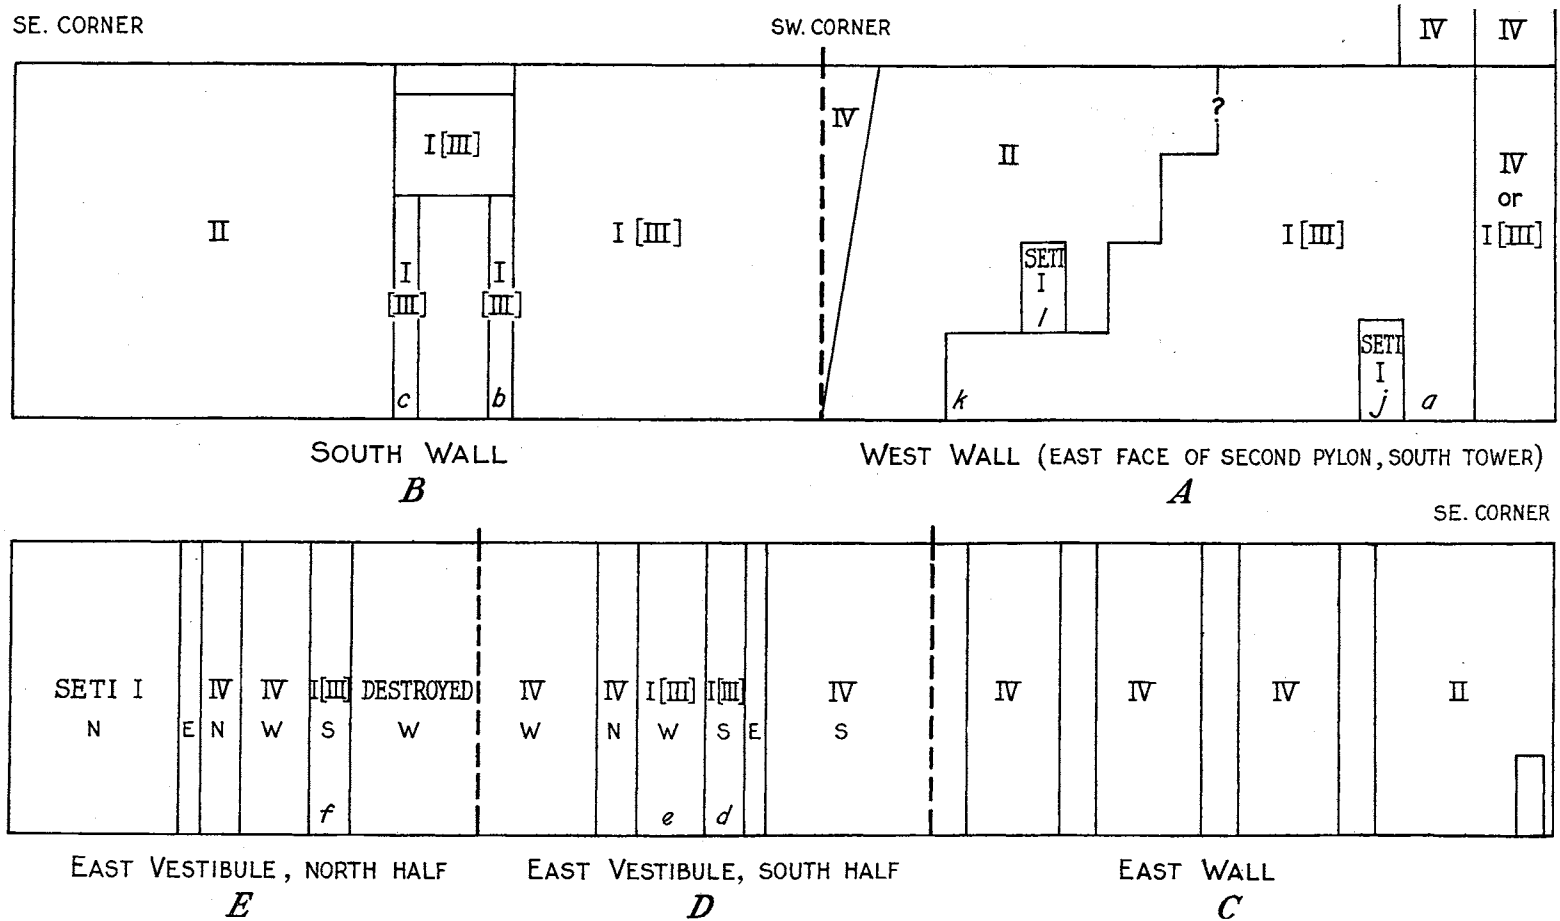 SE. CORNER
SW. CORNER
IV IV
IV
II
?
I [III]
II
I [III]
SETI
I
l
I [III]
IV
or
I [III]
I
[III]
I
[III]
SETI
I
c b k j a
SOUTH WALL
B
WEST WALL (EAST FACE OF SECOND PYLON, SOUTH TOWER)
A
SE. CORNER
SETI I IV IV I [III] DESTROYED IV IV I [III] I [III] IV IV IV IV II
N E N W S W W N W S E S
f e d
EAST VESTIBULE, NORTH HALF
E
EAST VESTIBULE, SOUTH HALF
D
EAST WALL
C